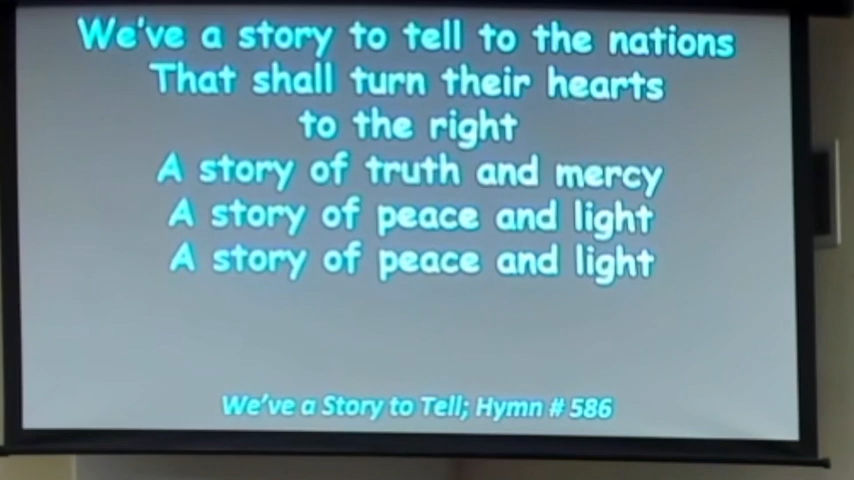 We've a story to tell to the nations
That shall turn their hearts
to the right
A story of truth and mercy
A story of peace and light
A story of peace and light
We've a Story to Tell; Hymn # 586